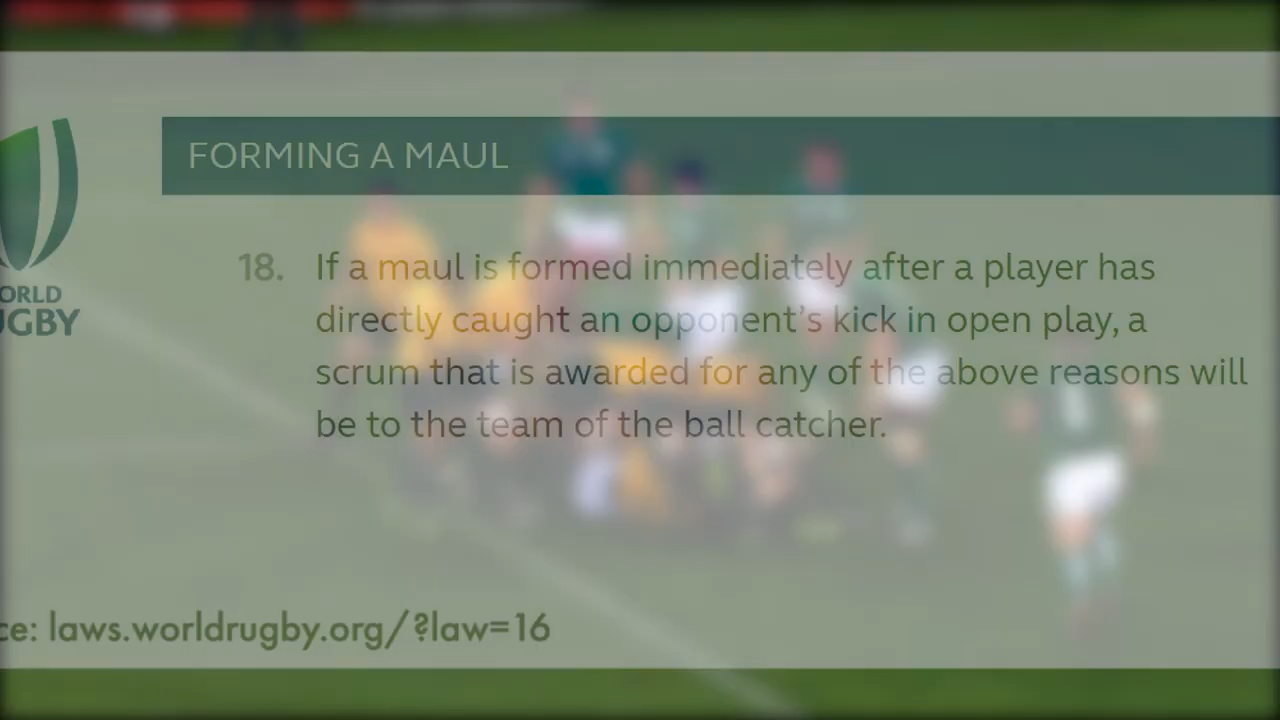 FORMING A MAUL
18. If a maul is formed immediately after a player has
directly caught an opponent's kick in open play, a
scrum that is awarded for any of the above reasons will
be to the team of the ball catcher.
ORLD
UGBY
ce: laws.worldrugby.org/?law=16